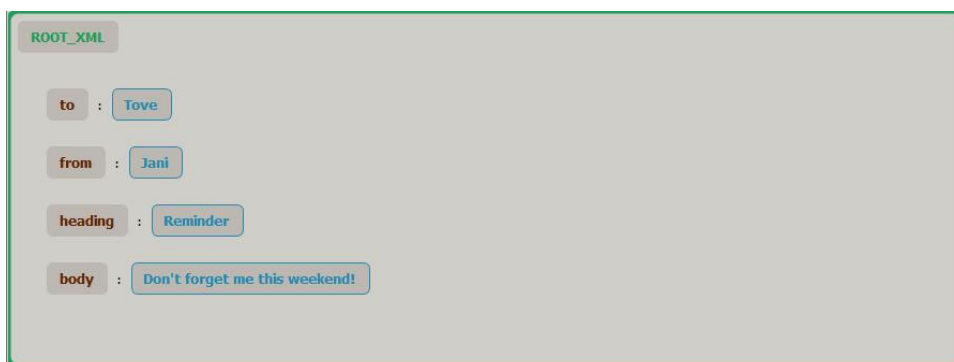 ROOT_XML
to : Tove
from : Jani
heading : Reminder
body : Don't forget me this weekend!